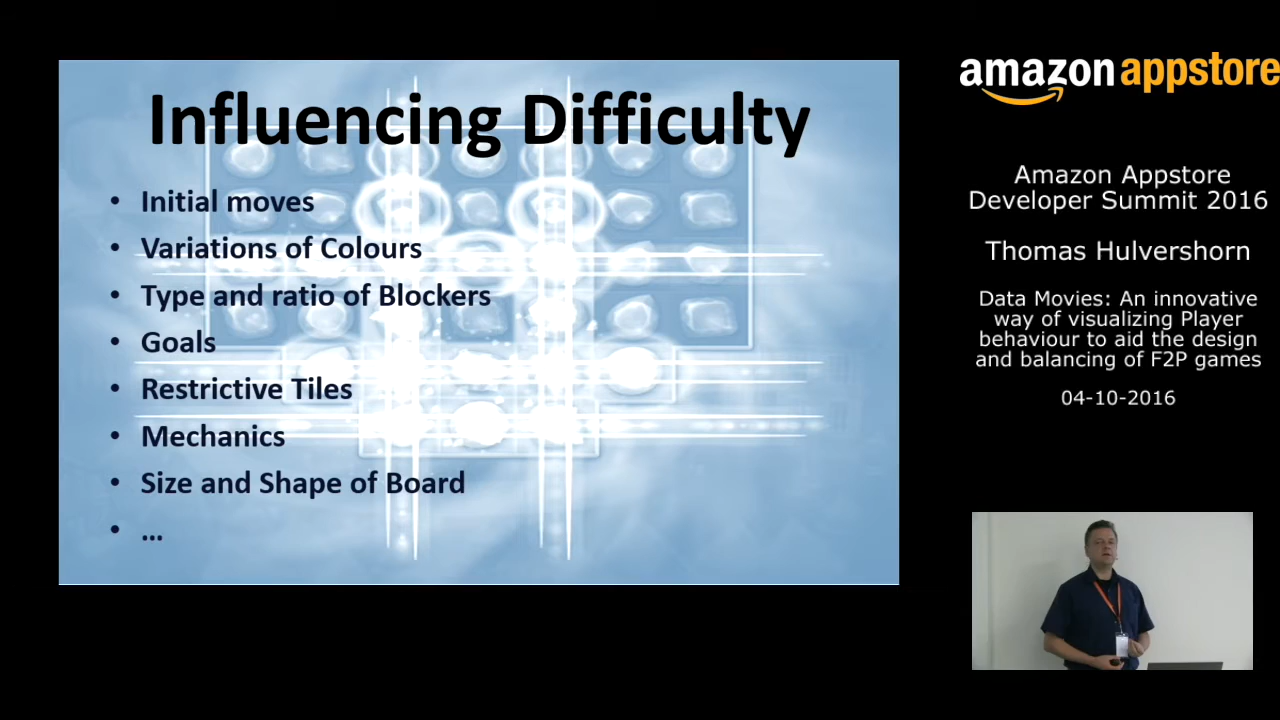 Influencing Difficulty
• Initial moves
• Variations of Colours
• Type and ratio of Blockers
• Goals
• Restrictive Tiles
• Mechanics
• Size and Shape of Board
• ...
amazon appstore
Amazon Appstore
Developer Summit 2016
Thomas Hulvershorn
Data Movies: An innovative
way of visualizing Player
behaviour to aid the design
and balancing of F2P games
04-10-2016